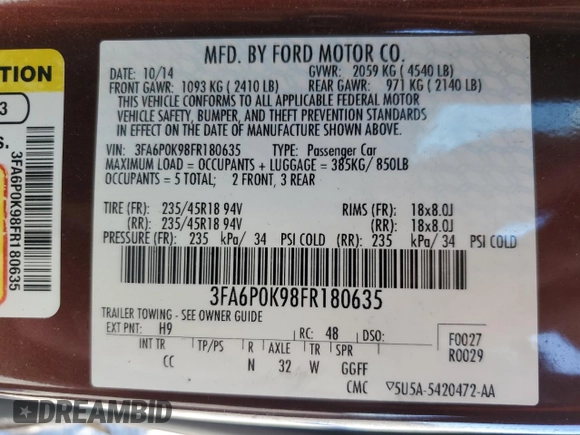 MFD. BY FORD MOTOR CO.
DATE: 10/14 GVWR: 2059 KG (4540 LB)
FRONT GAWR: 1093 KG (2410 LB) REAR GAWR: 971 KG (2140 LB)
THIS VEHICLE CONFORMS TO ALL APPLICABLE FEDERAL MOTOR
VEHICLE SAFETY, BUMPER, AND THEFT PREVENTION STANDARDS
IN EFFECT ON THE DATE OF MANUFACTURE SHOWN ABOVE.
VIN: 3FA6P0K98FR180635 TYPE: Passenger Car
MAXIMUM LOAD = OCCUPANTS + LUGGAGE = 385KG/ 850LB
OCCUPANTS = 5 TOTAL: 2 FRONT, 3 REAR
TIRE (FR): 235/45R18 94V RIMS (FR): 18x8.0J
(RR): 235/45R18 94V (RR): 18x8.0J
PRESSURE (FR): 235 kPa/ 34 PSI COLD (RR): 235 kPa/ 34 PSI COLD
3FA6P0K98FR180635
TRAILER TOWING - SEE OWNER GUIDE
EXT PNT: H9 RC: 48 DSO: F0027
R0029
INT TR TP/PS R AXLE TR SPR
CC N 32 W GGFF
CMC 5U5A-5420472-AA
TION
3
S.
3FA6P0K98FR180635
DREAMBID